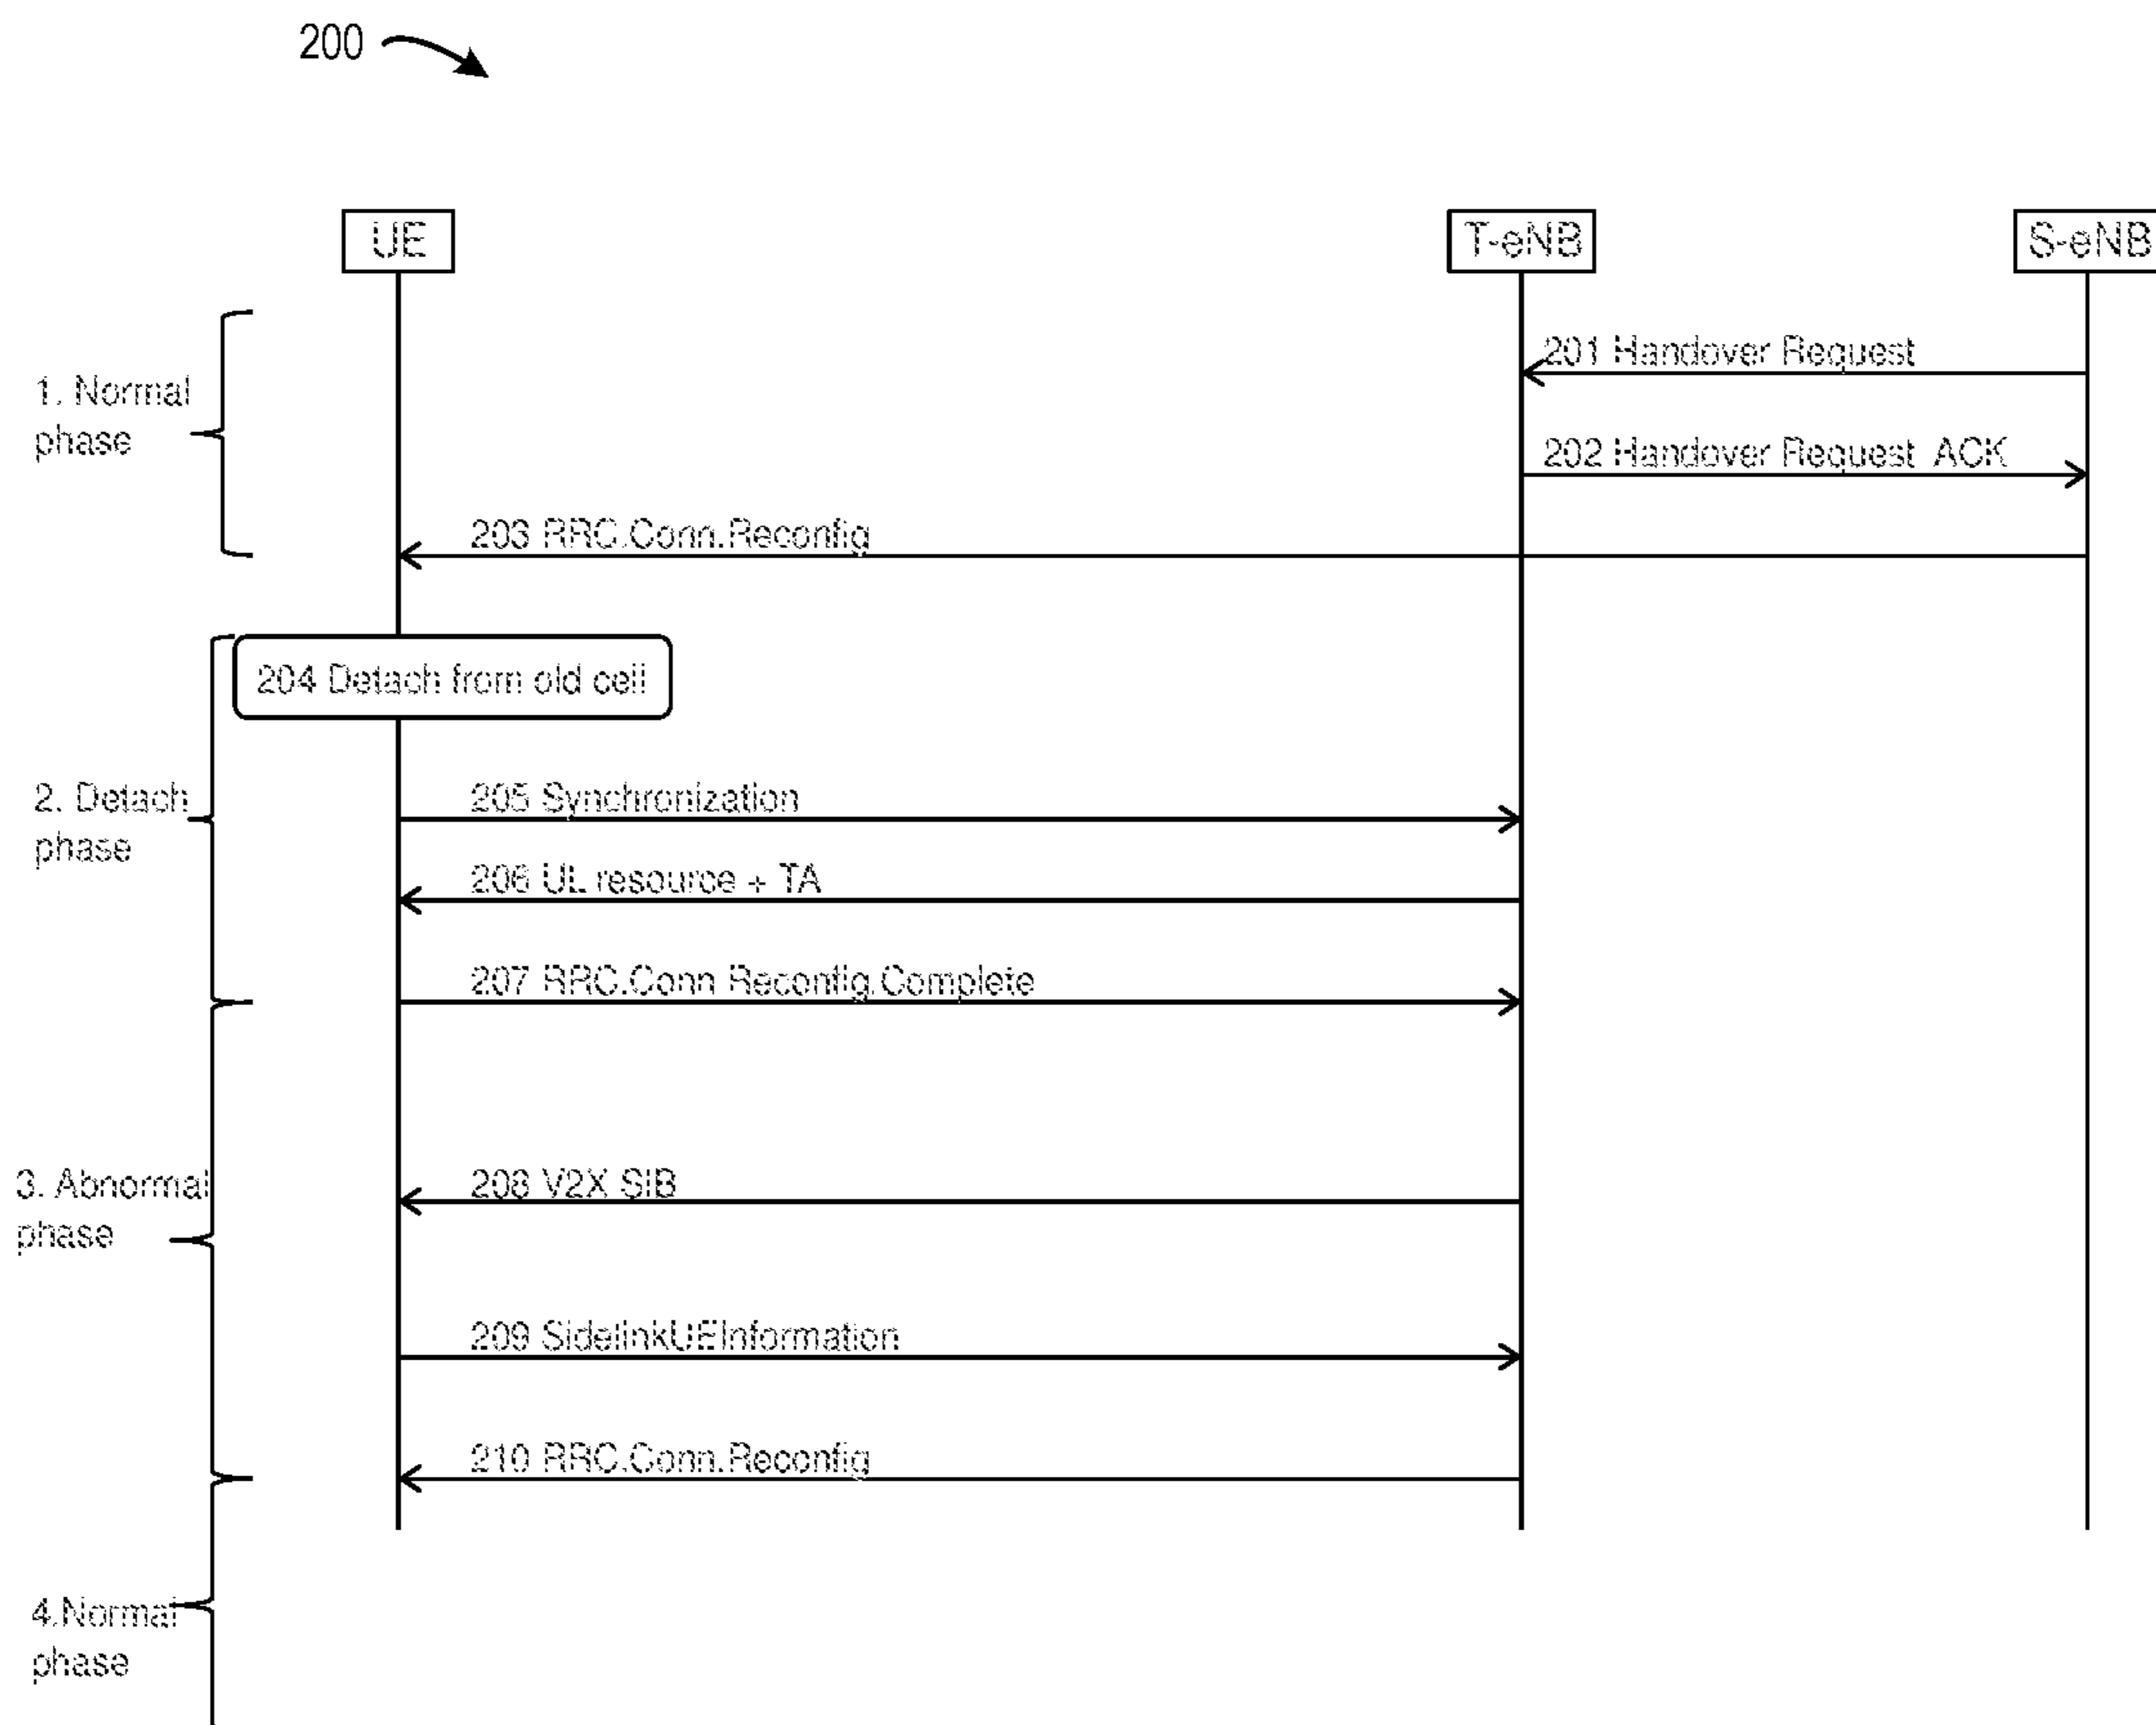 200
UE
T-eNB
S-eNB
201 Handover Request
1. Normal
phase
202 Handover Request ACK
203 RRC.Conn.Reconfig
204 Detach from old cell
2. Detach
phase
205 Synchronization
206 UL resource + TA
207 RRC.Conn Reconfig.Complete
3. Abnormal
phase
208 V2X SIB
209 SidelinkUEInformation
210 RRC.Conn.Reconfig
4.Normal
phase